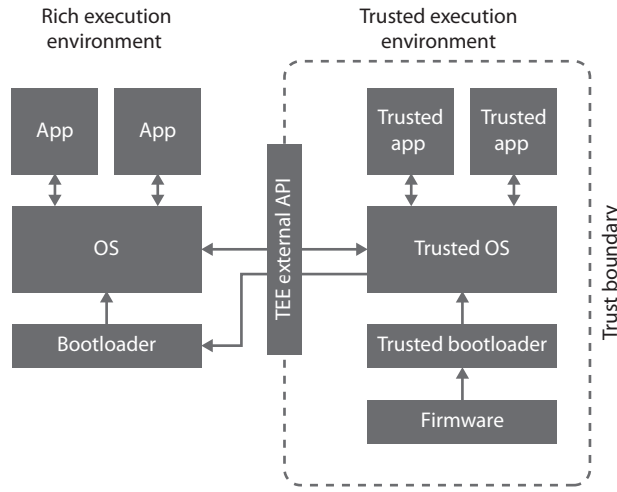 Rich execution
environment
Trusted execution
environment
App
App
Trusted
app
Trusted
app
OS
TEE external API
Trusted OS
Trust boundary
Bootloader
Trusted bootloader
Firmware